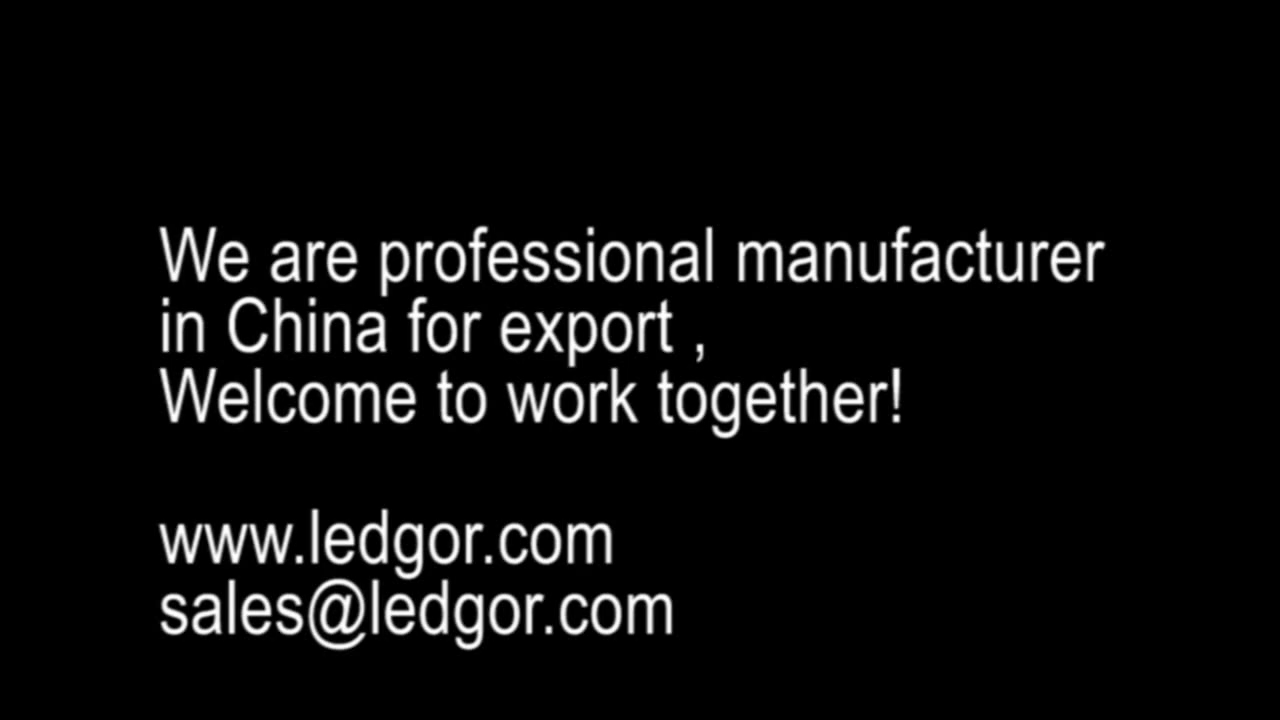 We are professional manufacturer
in China for export ,
Welcome to work together!
www.ledgor.com
sales@ledgor.com